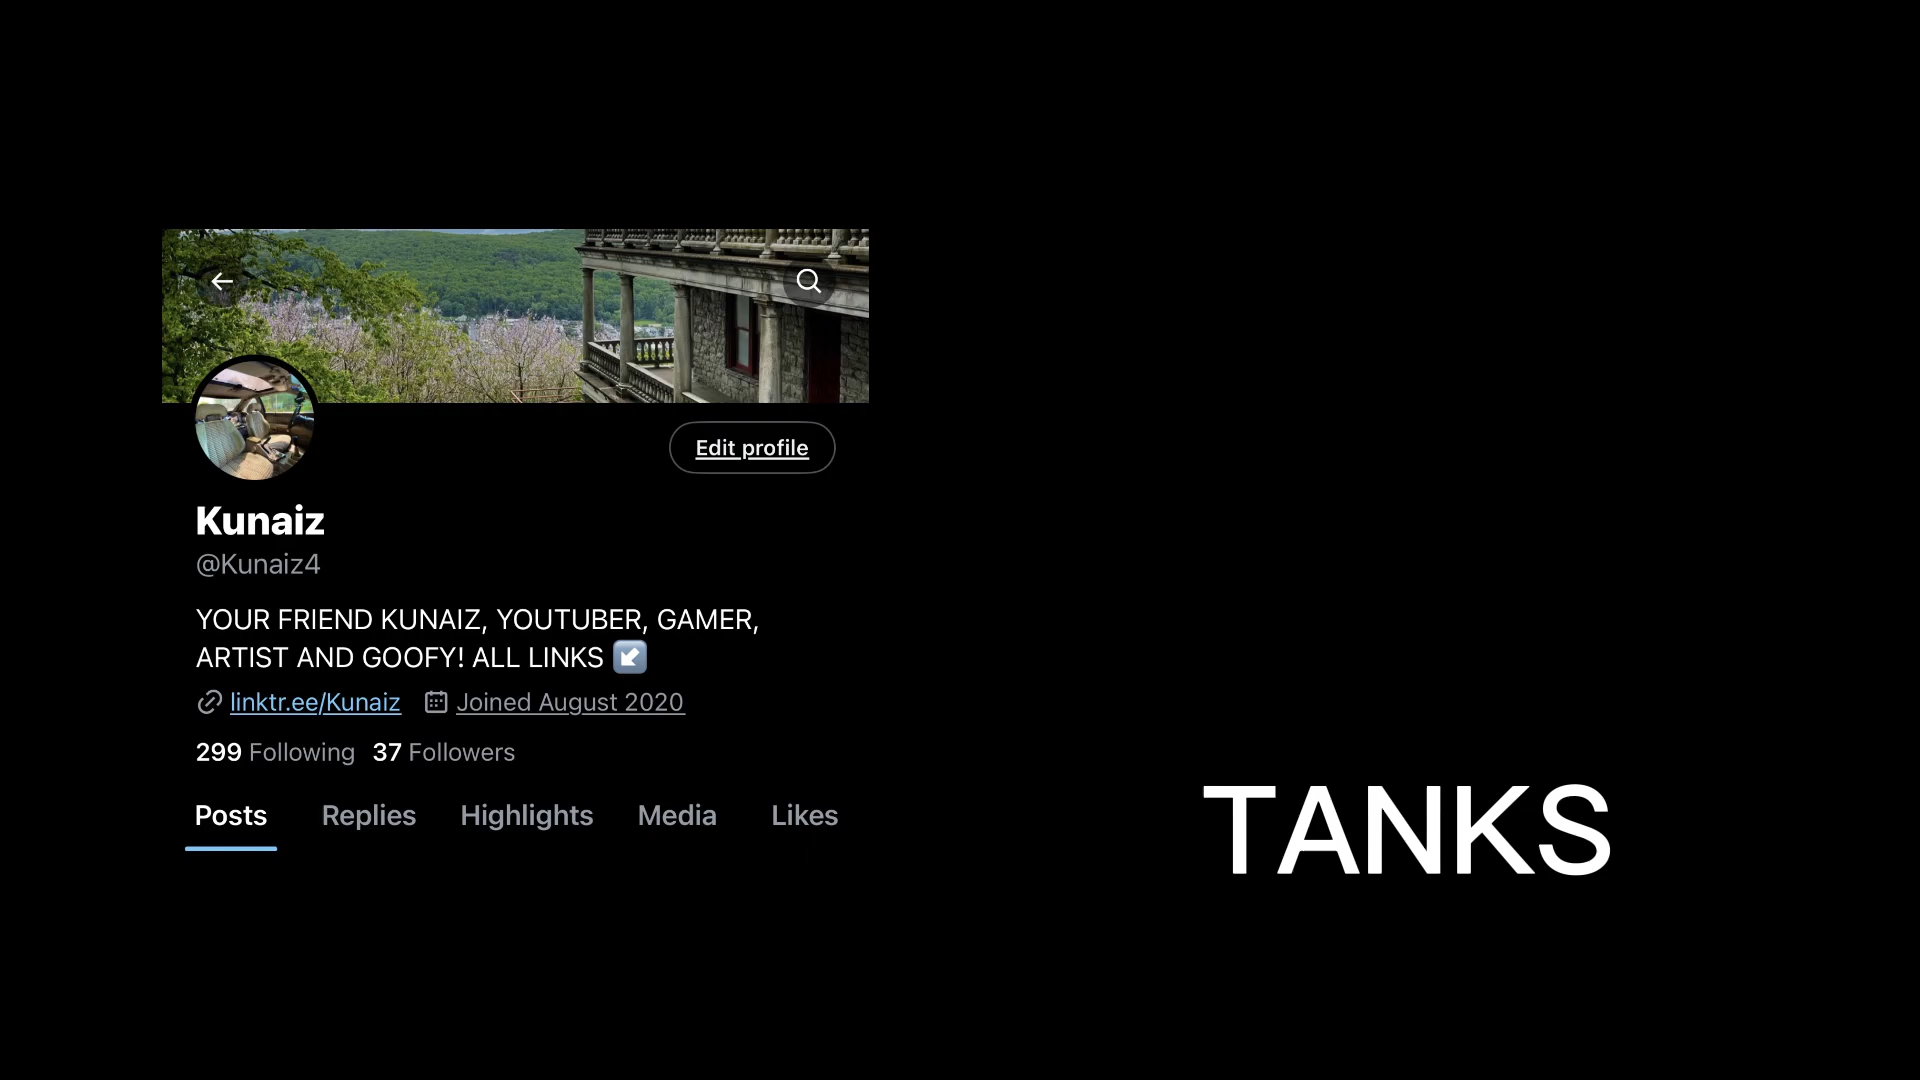 Edit profile
Kunaiz
@Kunaiz4
YOUR FRIEND KUNAIZ, YOUTUBER, GAMER,
ARTIST AND GOOFY! ALL LINKS ↙️
linktr.ee/Kunaiz Joined August 2020
299 Following 37 Followers
Posts Replies Highlights Media Likes
TANKS